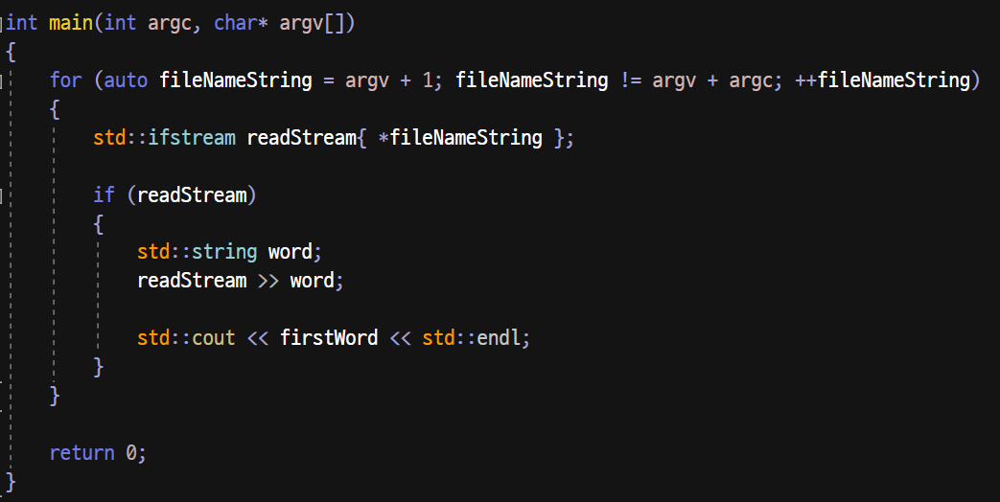 int main(int argc, char* argv[])
{
    for (auto fileNameString = argv + 1; fileNameString != argv + argc; ++fileNameString)
    {
        std::ifstream readStream{ *fileNameString };

        if (readStream)
        {
            std::string word;
            readStream >> word;

            std::cout << firstWord << std::endl;
        }
    }

    return 0;
}